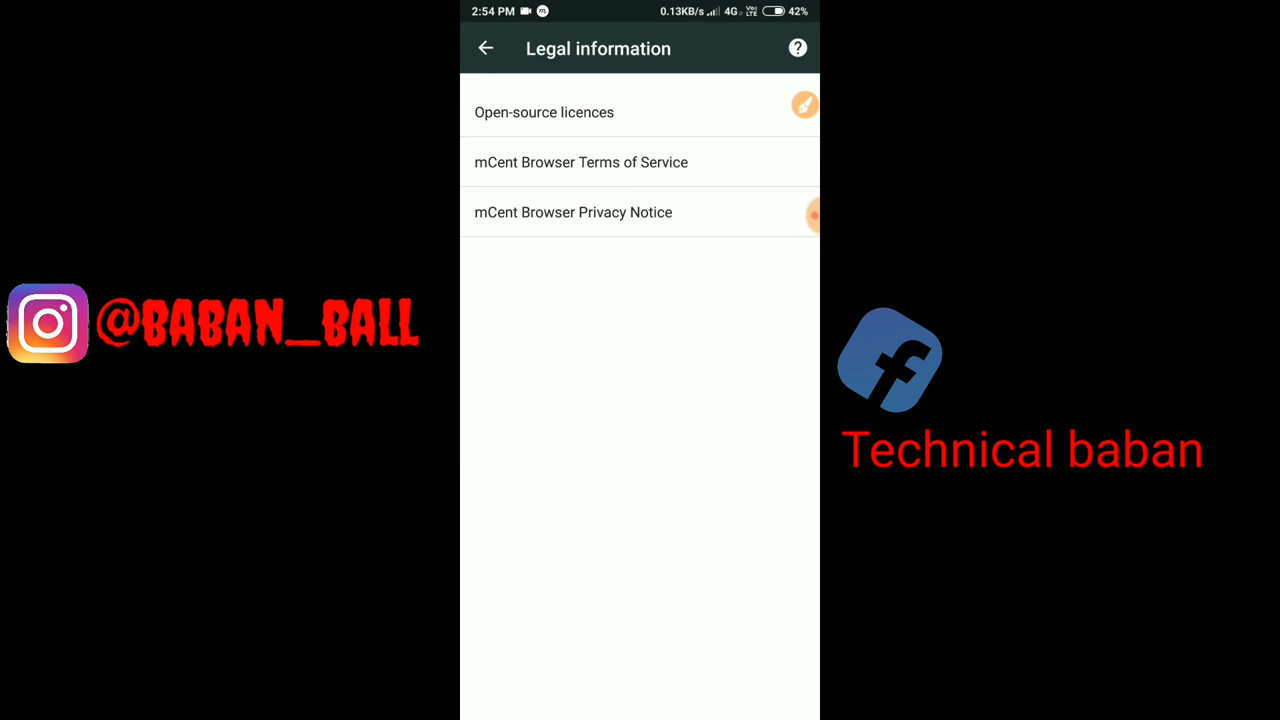 2:54 PM
0.13KB/s 4G VoLTE 42%
Legal information
Open-source licences
mCent Browser Terms of Service
mCent Browser Privacy Notice
@BABAN_BALL
Technical baban